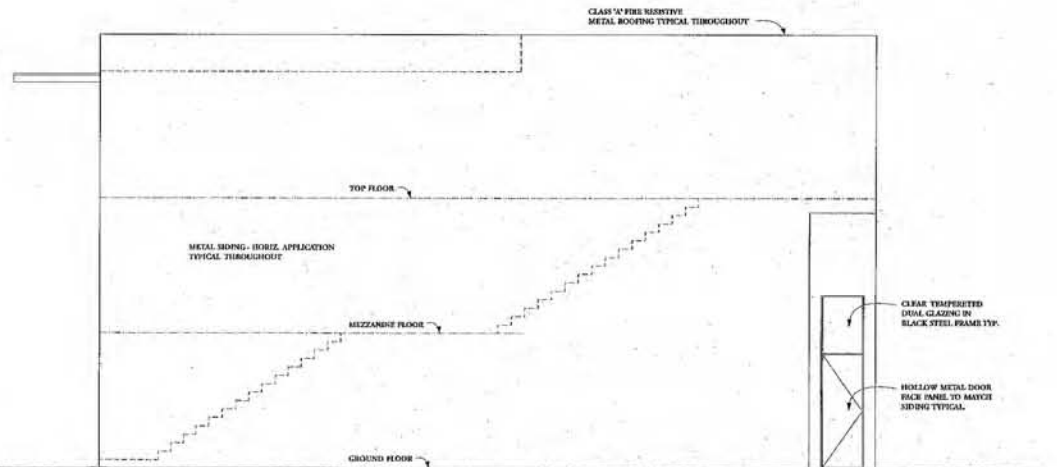 CLASS "A" FIRE RESISTIVE
METAL ROOFING TYPICAL THROUGHOUT
TOP FLOOR
METAL SIDING - HORIZ. APPLICATION
TYPICAL THROUGHOUT
MEZZANINE FLOOR
CLEAR TEMPERETED
DUAL GLAZING IN
BLACK STEEL FRAME TYP.
HOLLOW METAL DOOR
FACE PANEL TO MATCH
SIDING TYPICAL.
GROUND FLOOR